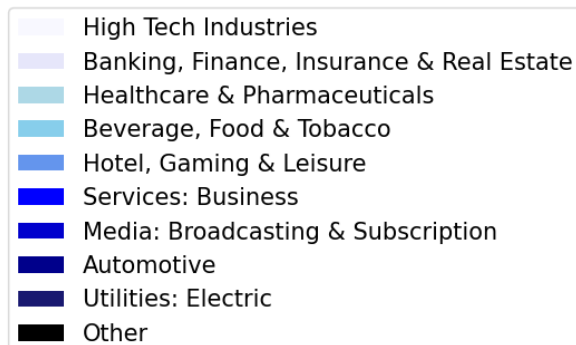 High Tech Industries
Banking, Finance, Insurance & Real Estate
Healthcare & Pharmaceuticals
Beverage, Food & Tobacco
Hotel, Gaming & Leisure
Services: Business
Media: Broadcasting & Subscription
Automotive
Utilities: Electric
Other